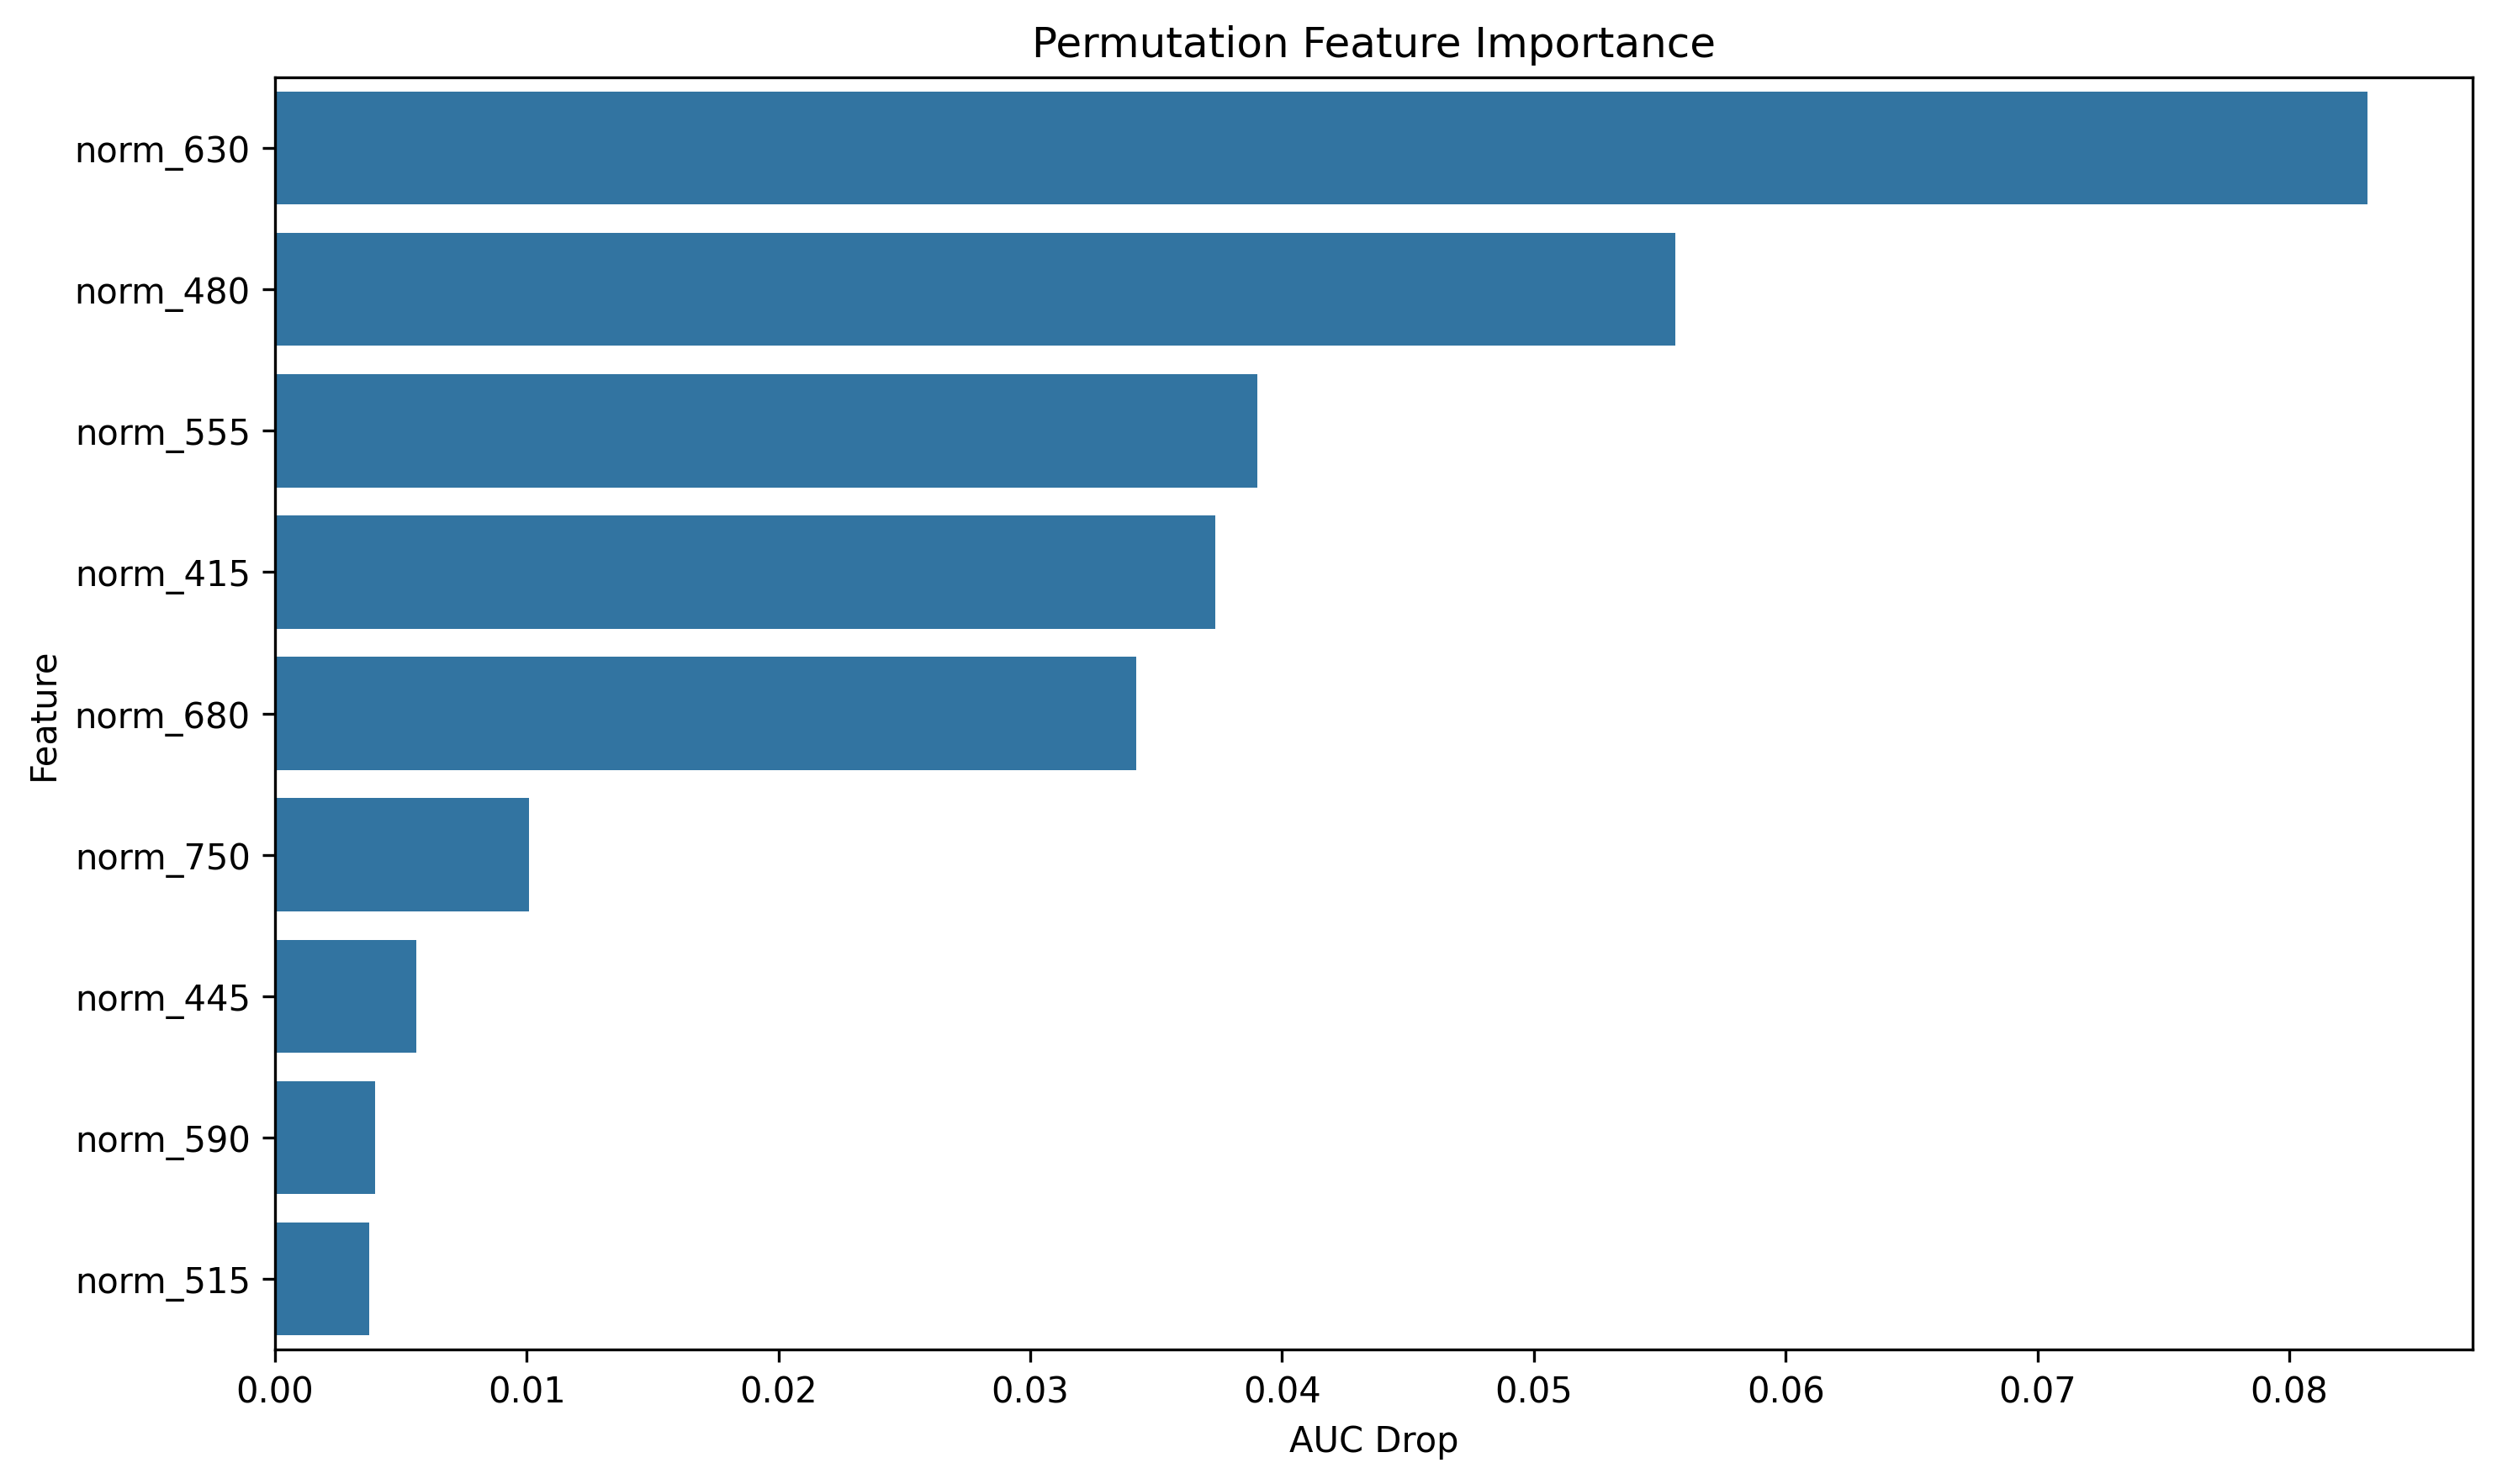 Permutation Feature Importance
norm_630
norm_480
norm_555
norm_415
norm_680
norm_750
norm_445
norm_590
norm_515
Feature
0.00 0.01 0.02 0.03 0.04 0.05 0.06 0.07 0.08
AUC Drop